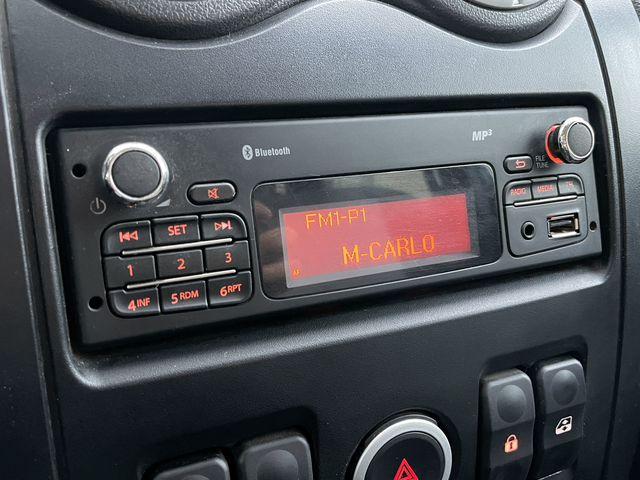 Bluetooth
MP3
FILE
TUNE
SET
RADIO MEDIA
1 2 3
4 INF 5 RDM 6 RPT
FM1-P1
M-CARLO